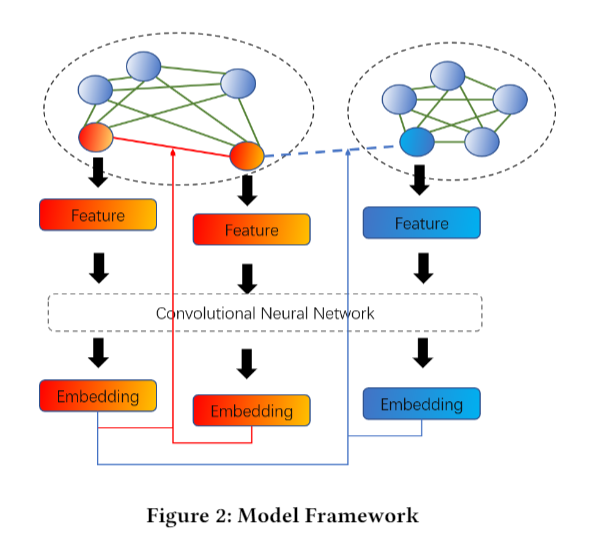 Feature
Feature
Feature
Convolutional Neural Network
Embedding
Embedding
Embedding
Figure 2: Model Framework